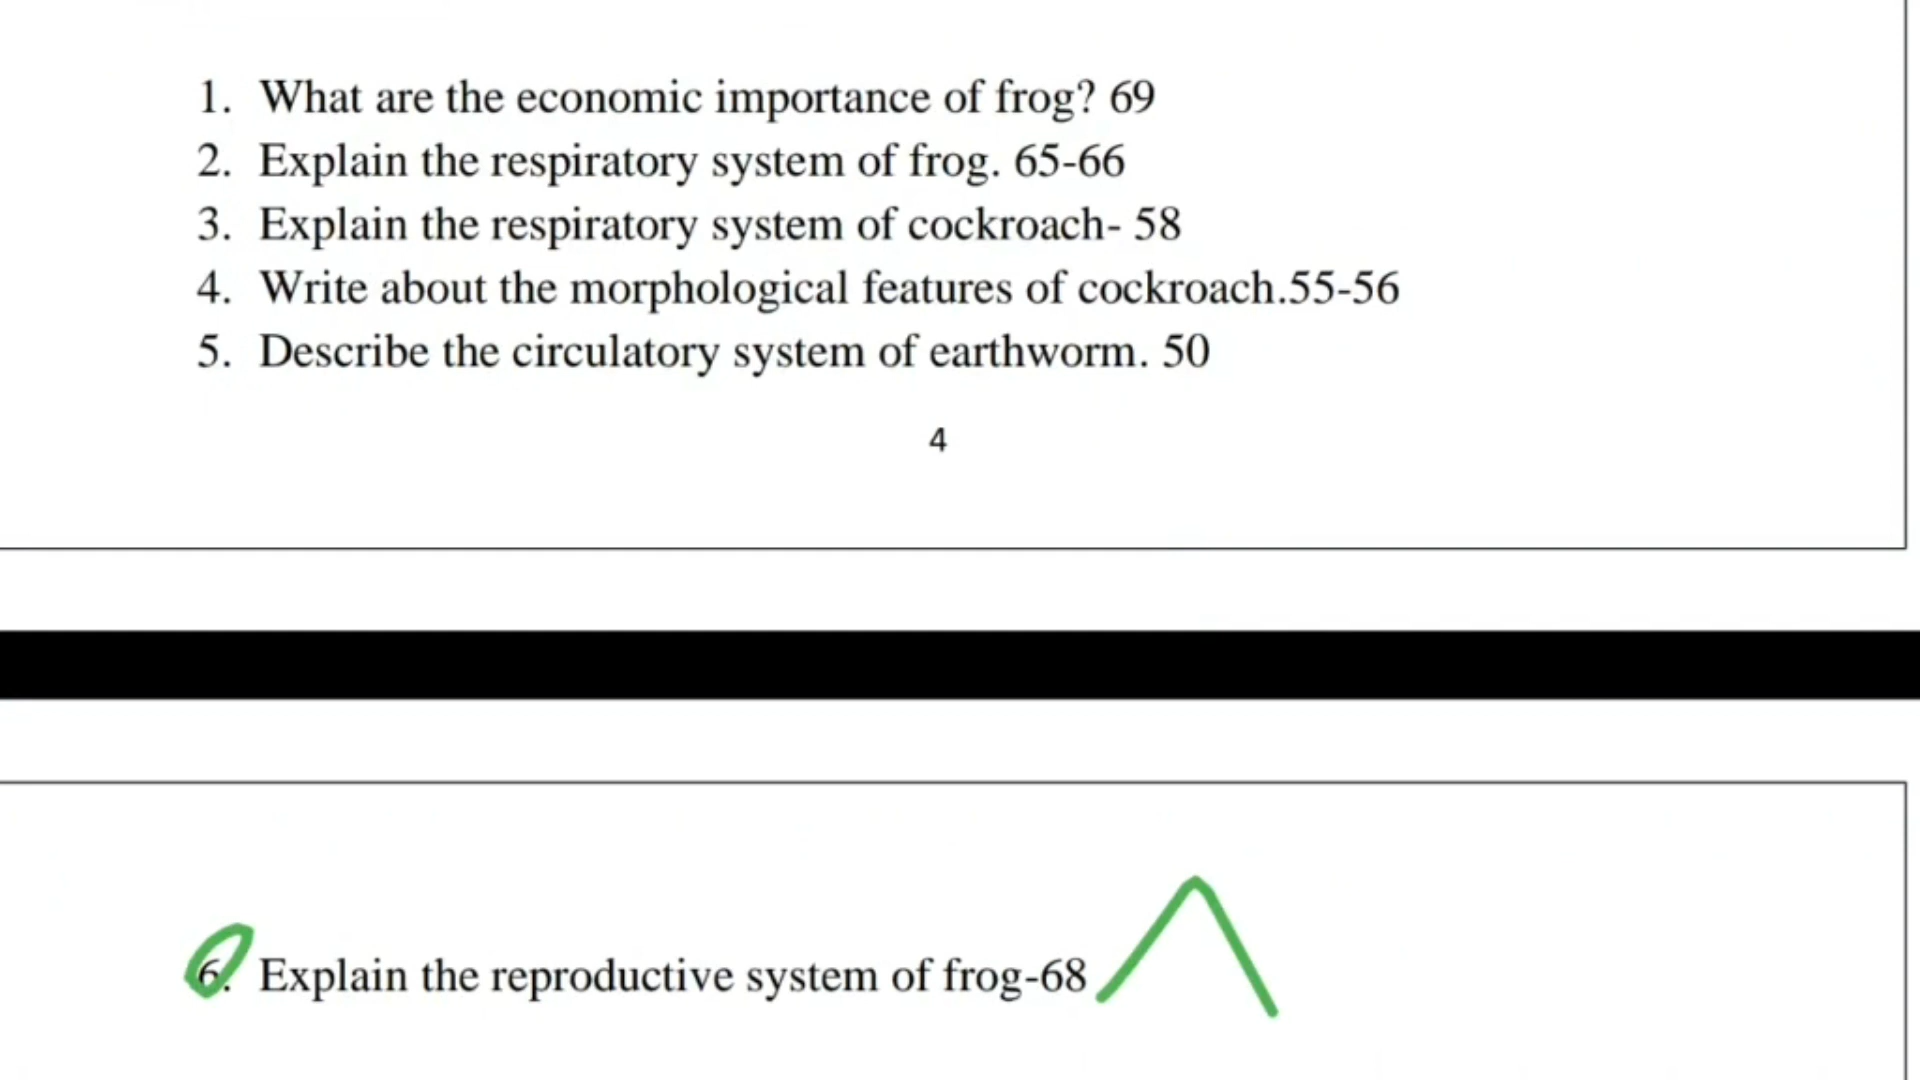 1. What are the economic importance of frog? 69
2. Explain the respiratory system of frog. 65-66
3. Explain the respiratory system of cockroach- 58
4. Write about the morphological features of cockroach.55-56
5. Describe the circulatory system of earthworm. 50
4
6. Explain the reproductive system of frog-68